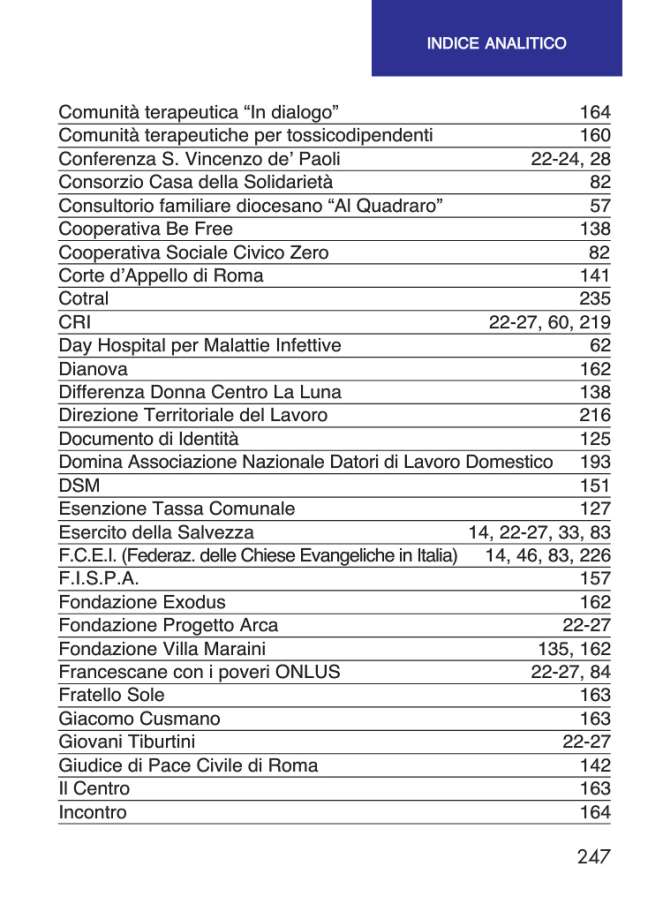 INDICE ANALITICO
Comunità terapeutica “In dialogo” 164
Comunità terapeutiche per tossicodipendenti 160
Conferenza S. Vincenzo de’ Paoli 22-24, 28
Consorzio Casa della Solidarietà 82
Consultorio familiare diocesano “Al Quadraro” 57
Cooperativa Be Free 138
Cooperativa Sociale Civico Zero 82
Corte d’Appello di Roma 141
Cotral 235
CRI 22-27, 60, 219
Day Hospital per Malattie Infettive 62
Dianova 162
Differenza Donna Centro La Luna 138
Direzione Territoriale del Lavoro 216
Documento di Identità 125
Domina Associazione Nazionale Datori di Lavoro Domestico 193
DSM 151
Esenzione Tassa Comunale 127
Esercito della Salvezza 14, 22-27, 33, 83
F.C.E.I. (Federaz. delle Chiese Evangeliche in Italia) 14, 46, 83, 226
F.I.S.P.A. 157
Fondazione Exodus 162
Fondazione Progetto Arca 22-27
Fondazione Villa Maraini 135, 162
Francescane con i poveri ONLUS 22-27, 84
Fratello Sole 163
Giacomo Cusmano 163
Giovani Tiburtini 22-27
Giudice di Pace Civile di Roma 142
Il Centro 163
Incontro 164
247